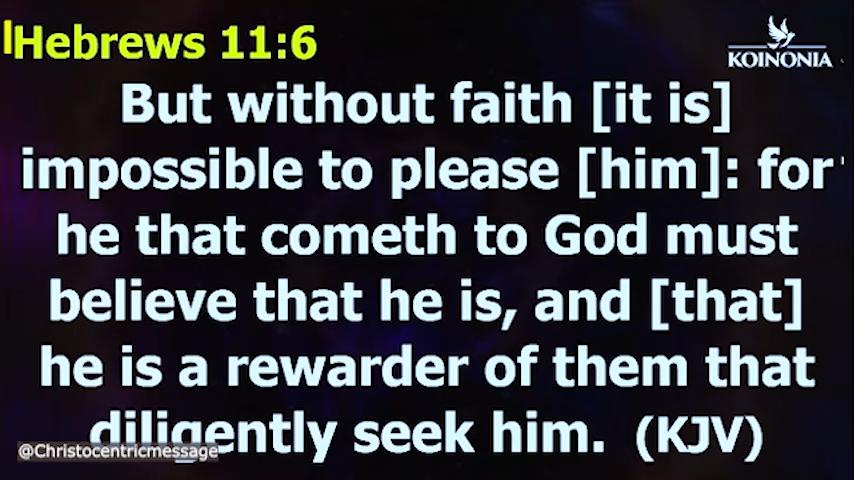 Hebrews 11:6
KOINONIA
But without faith [it is]
impossible to please [him]: for
he that cometh to God must
believe that he is, and [that]
he is a rewarder of them that
diligently seek him. (KJV)
@Christocentricmessage